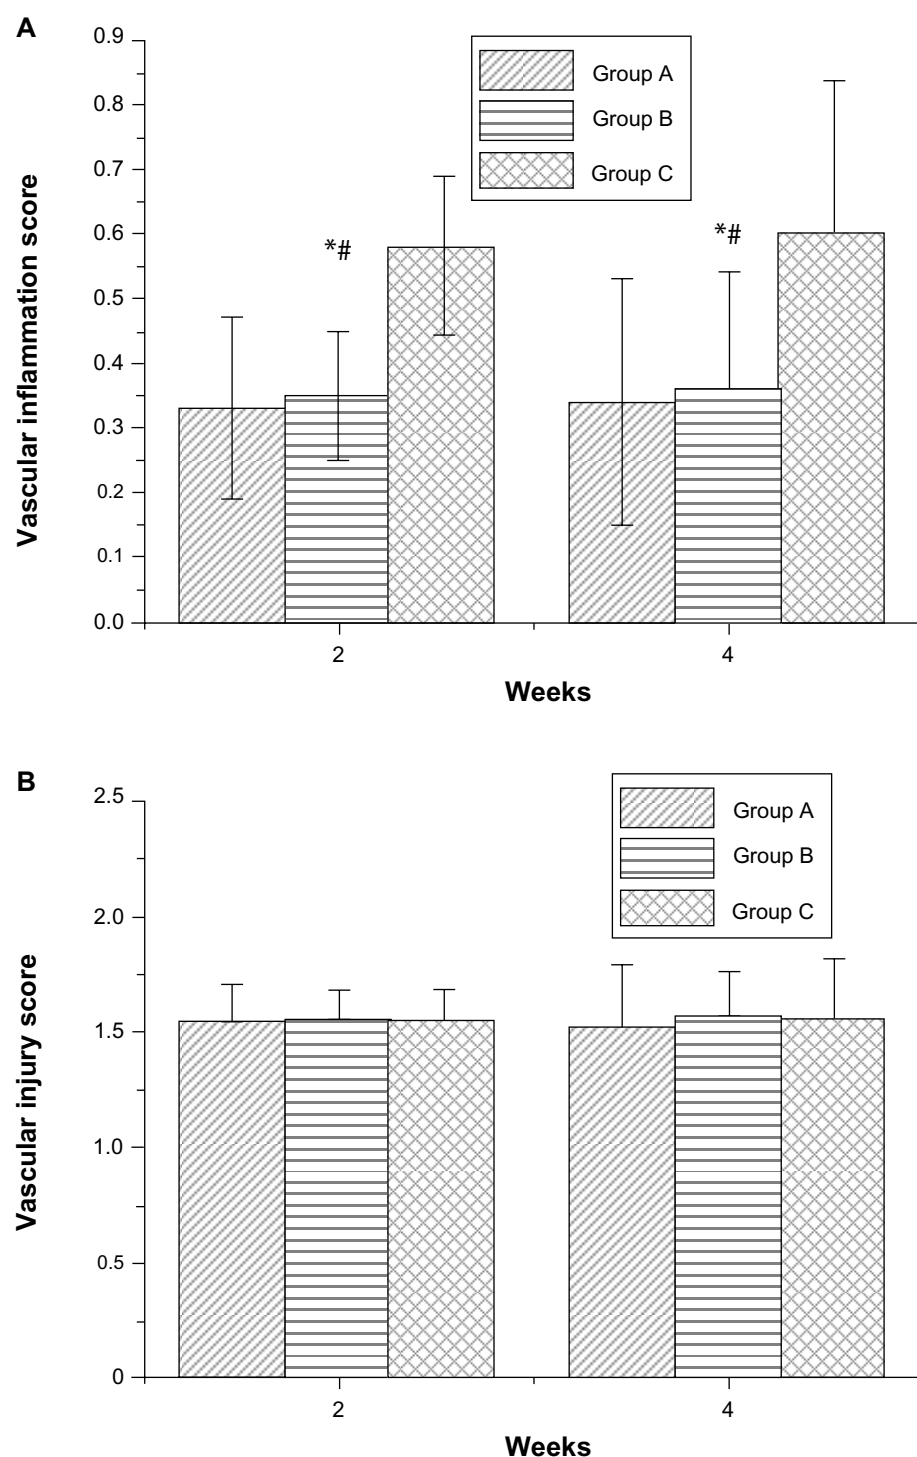 A
Vascular inflammation score
0.9
0.8
0.7
0.6
0.5
0.4
0.3
0.2
0.1
0.0
Group A
Group B
Group C
*#
*#
2
4
Weeks
B
Vascular injury score
2.5
2.0
1.5
1.0
0.5
0
Group A
Group B
Group C
2
4
Weeks